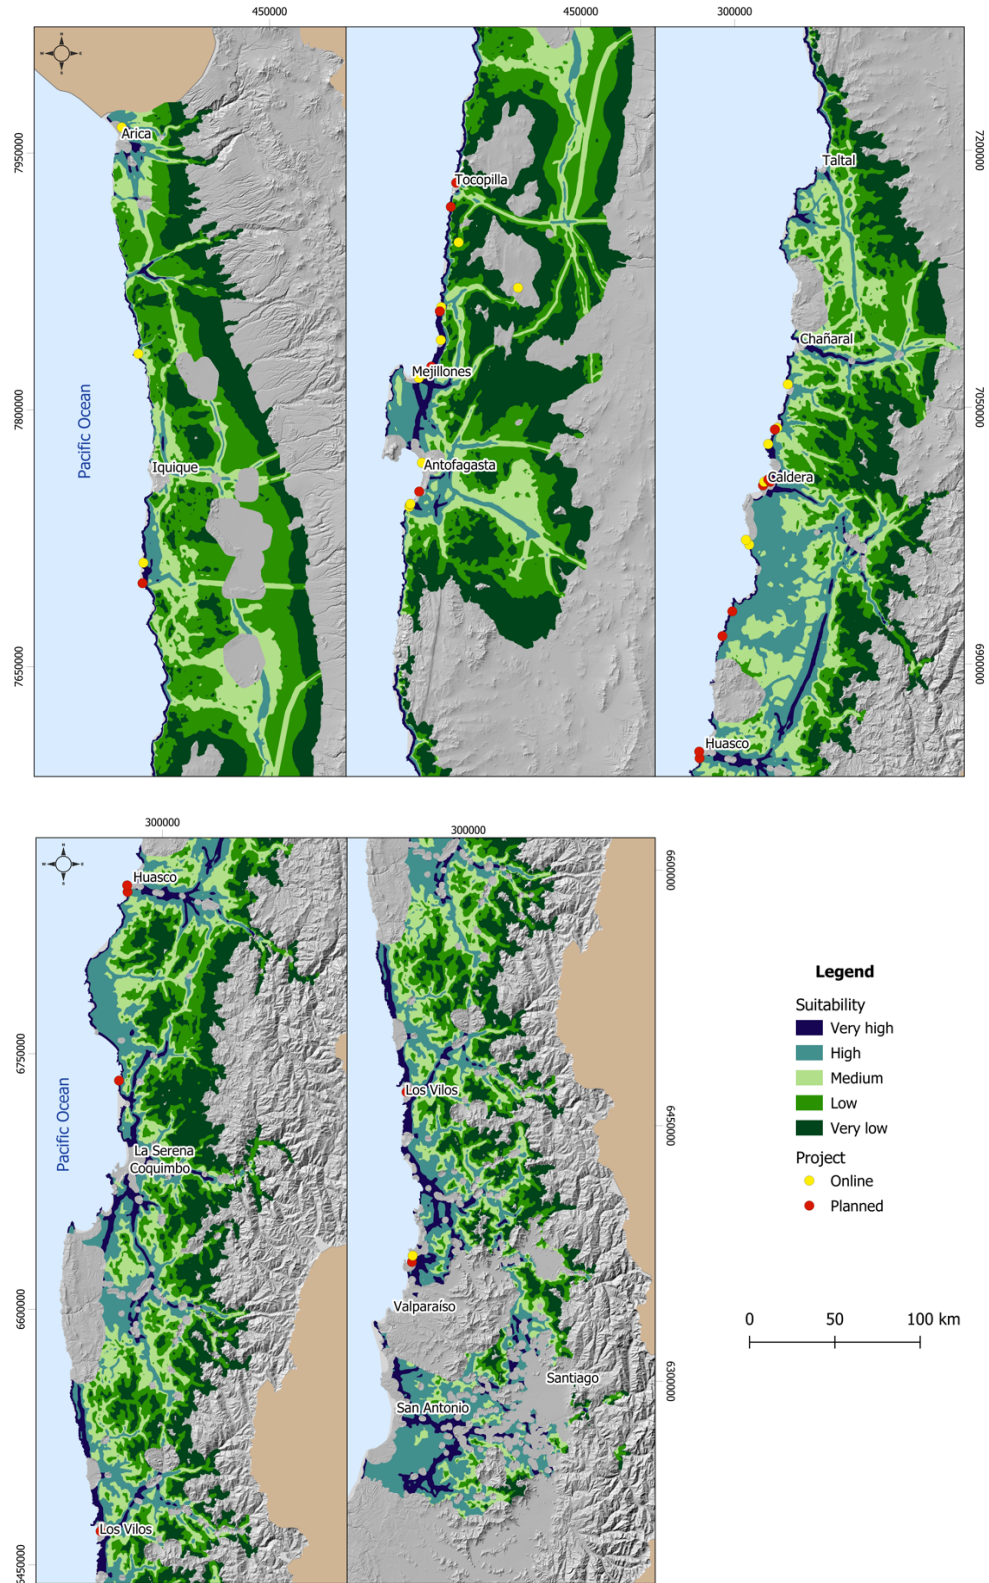 450000
450000
300000
N
W
E
S
Arica
7950000
Pacific Ocean
7800000
Iquique
7650000
Tocopilla
Mejillones
Antofagasta
Taltal
7200000
Chañaral
7050000
Caldera
6900000
Huasco
300000
300000
N
W
E
S
Huasco
6750000
Pacific Ocean
La Serena
Coquimbo
6600000
Los Vilos
6450000
6600000
Los Vilos
6450000
Valparaíso
6300000
Santiago
San Antonio
Legend
Suitability
Very high
High
Medium
Low
Very low
Project
Online
Planned
0 50 100 km